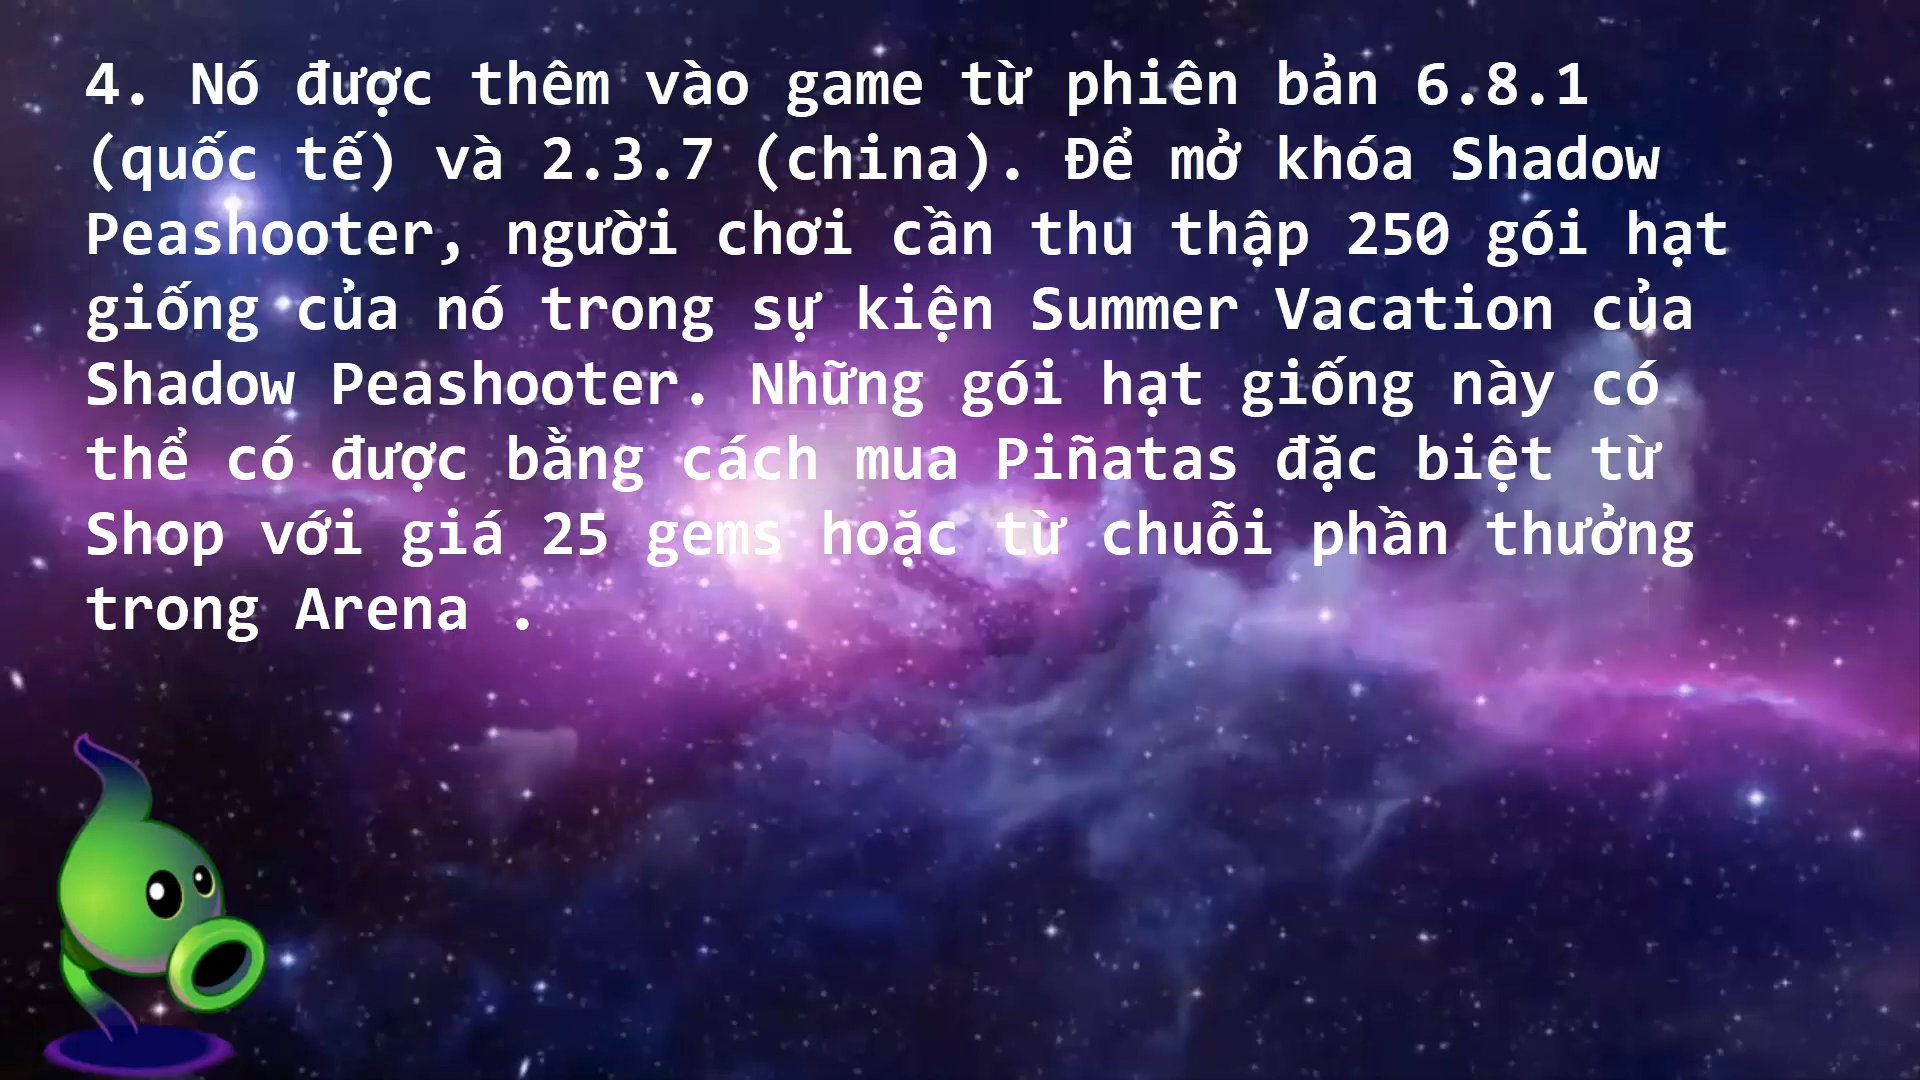 4. Nó được thêm vào game từ phiên bản 6.8.1
(quốc tế) và 2.3.7 (china). Để mở khóa Shadow
Peashooter, người chơi cần thu thập 250 gói hạt
giống của nó trong sự kiện Summer Vacation của
Shadow Peashooter. Những gói hạt giống này có
thể có được bằng cách mua Piñatas đặc biệt từ
Shop với giá 25 gems hoặc từ chuỗi phần thưởng
trong Arena .